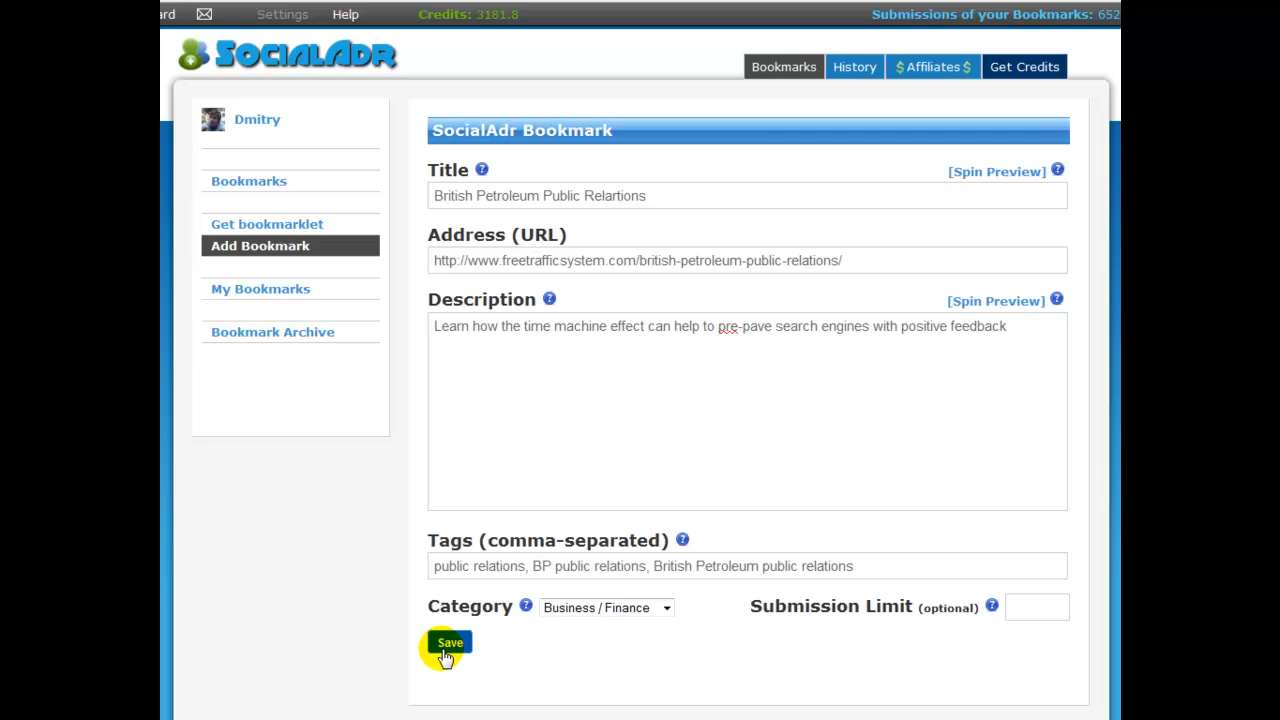 ard Settings Help Credits: 3181.8 Submissions of your Bookmarks: 652
SocialAdr
Bookmarks History $ Affiliates $ Get Credits
Dmitry
Bookmarks
Get bookmarklet
Add Bookmark
My Bookmarks
Bookmark Archive
SocialAdr Bookmark
Title ? [Spin Preview] ?
British Petroleum Public Relartions
Address (URL)
http://www.freetrafficsystem.com/british-petroleum-public-relations/
Description ? [Spin Preview] ?
Learn how the time machine effect can help to pre-pave search engines with positive feedback
Tags (comma-separated) ?
public relations, BP public relations, British Petroleum public relations
Category ? Business / Finance Submission Limit (optional) ?
Save